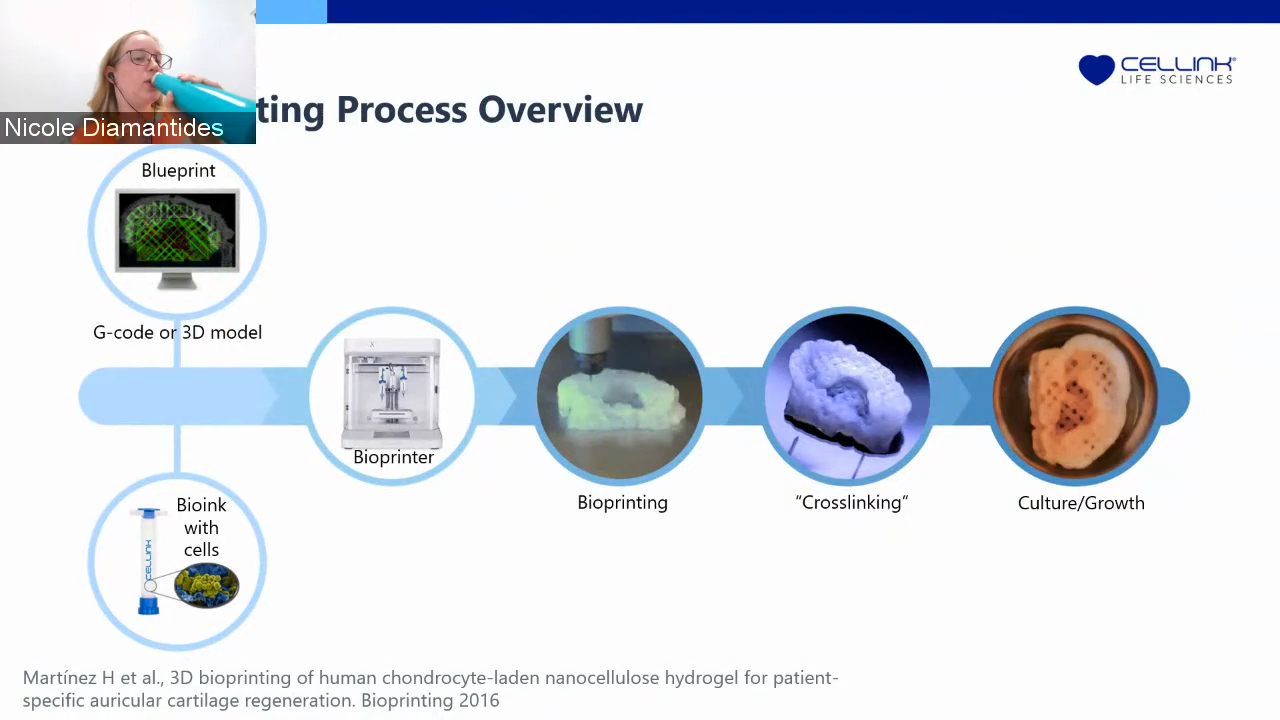 CELLINK
LIFE SCIENCES
ting Process Overview
Nicole Diamantides
Blueprint
G-code or 3D model
Bioprinter
Bioprinting
"Crosslinking"
Culture/Growth
Bioink
with
cells
CELLINK
Martínez H et al., 3D bioprinting of human chondrocyte-laden nanocellulose hydrogel for patient-
specific auricular cartilage regeneration. Bioprinting 2016